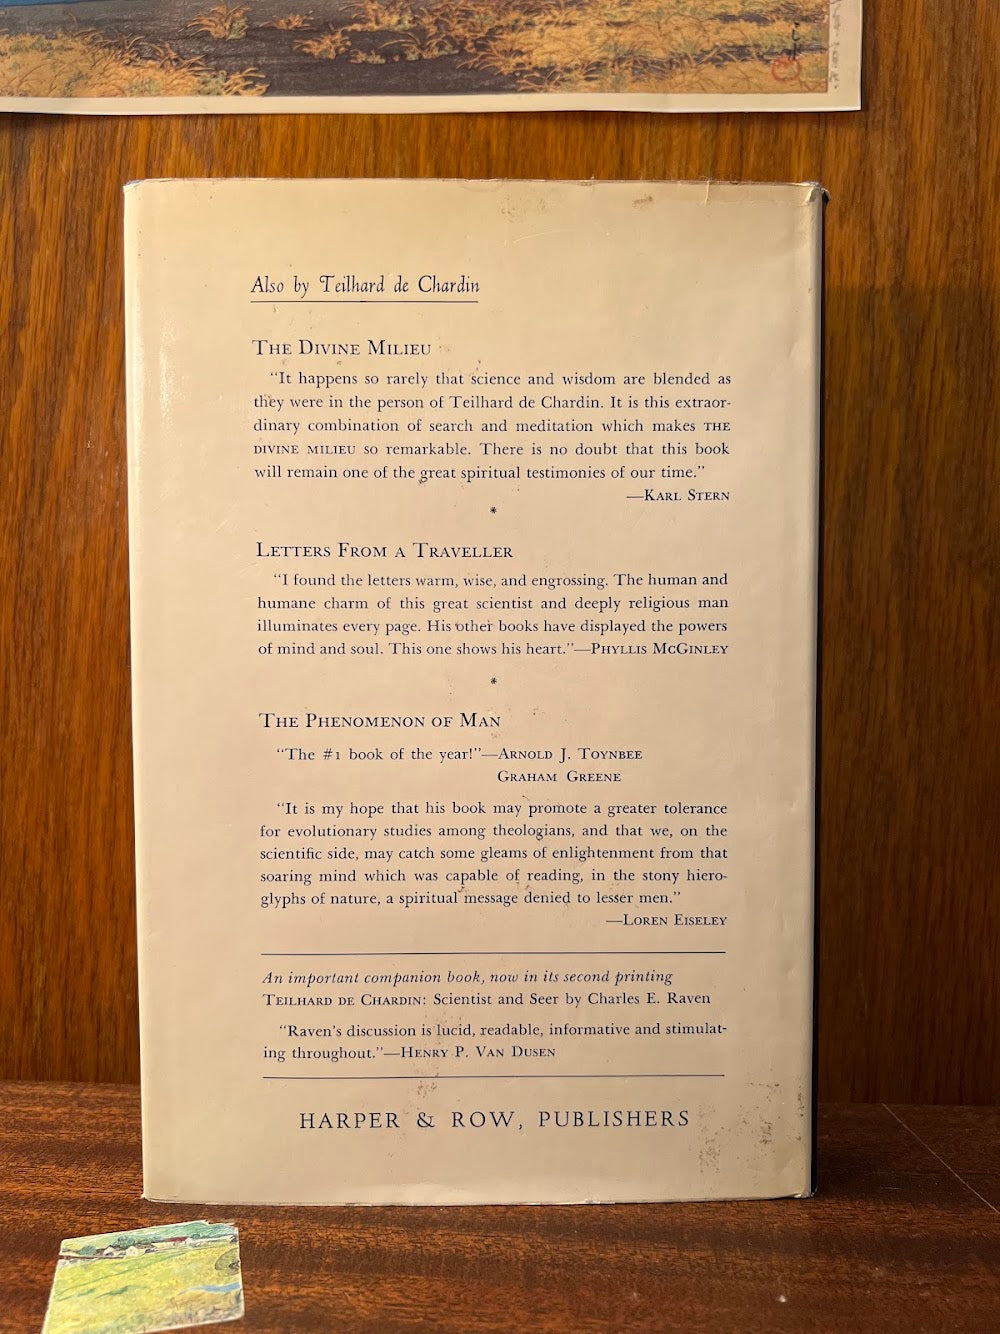 Also by Teilhard de Chardin
THE DIVINE MILIEU
“It happens so rarely that science and wisdom are blended as
they were in the person of Teilhard de Chardin. It is this extraor-
dinary combination of search and meditation which makes THE
DIVINE MILIEU so remarkable. There is no doubt that this book
will remain one of the great spiritual testimonies of our time.”
—KARL STERN
*
LETTERS FROM A TRAVELLER
“I found the letters warm, wise, and engrossing. The human and
humane charm of this great scientist and deeply religious man
illuminates every page. His other books have displayed the powers
of mind and soul. This one shows his heart.”—PHYLLIS MCGINLEY
*
THE PHENOMENON OF MAN
“The #1 book of the year!”—ARNOLD J. TOYNBEE
GRAHAM GREENE
“It is my hope that his book may promote a greater tolerance
for evolutionary studies among theologians, and that we, on the
scientific side, may catch some gleams of enlightenment from that
soaring mind which was capable of reading, in the stony hiero-
glyphs of nature, a spiritual message denied to lesser men.”
—LOREN EISELEY
An important companion book, now in its second printing
TEILHARD DE CHARDIN: Scientist and Seer by Charles E. Raven
“Raven's discussion is lucid, readable, informative and stimulat-
ing throughout.”—HENRY P. VAN DUSEN
HARPER & ROW, PUBLISHERS